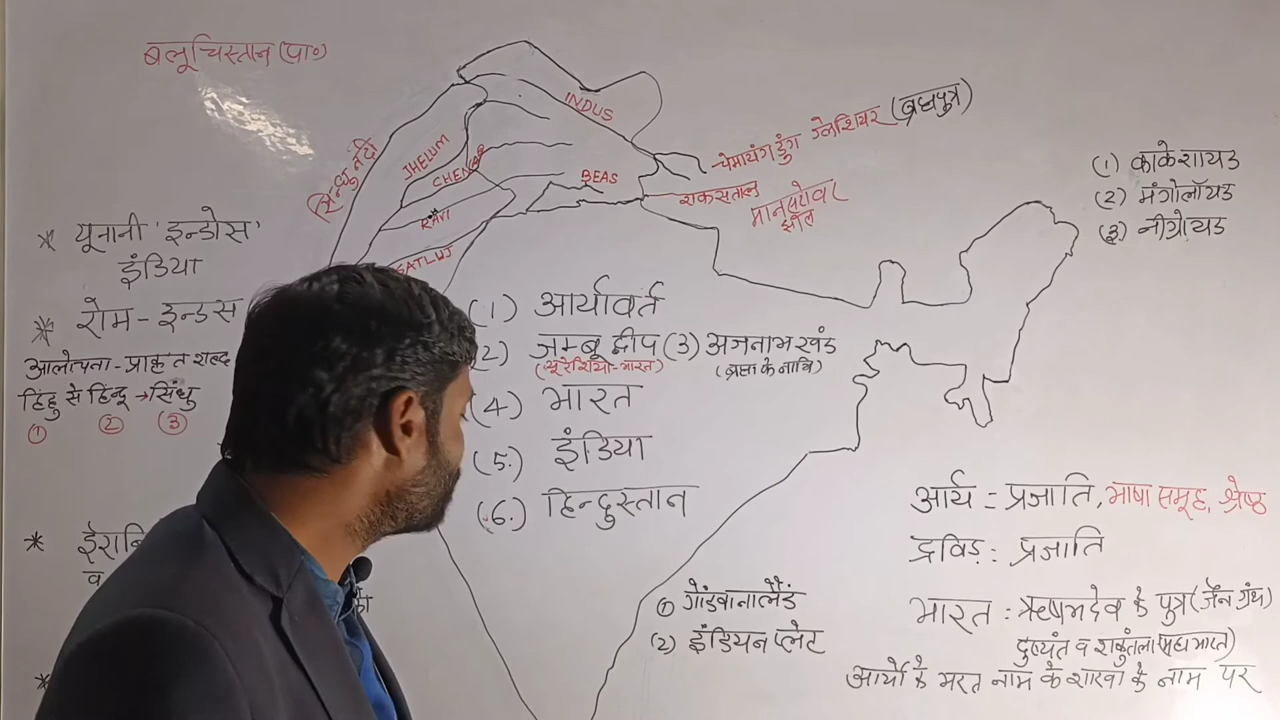 बलूचिस्तान (पा०)
INDUS
चेमायंगडुंग ग्लेशियर (ब्रह्मपुत्र)
(सिन्धु नदी)
JHELUM
CHENAB
BEAS
राकसताल
मानसरोवर
झील
RAVI
SATLUJ
(1) काकेशायड
(2) मंगोलॉयड
(3) नीग्रोयड
* यूनानी 'इन्डोस'
इंडिया
* रोम - इन्डस
आलोचना - प्राकृत शब्द
हिंदु से हिन्दू → सिंधु
① ② ③
(1) आर्यावर्त
(2) जम्बू द्वीप (3) अजनाभ खंड
(यूरेशिया-भारत) (ब्रह्मा के नाभि)
(4) भारत
(5.) इंडिया
(6.) हिन्दुस्तान
*
*
① गोंडवानालैंड
(2) इंडियन प्लेट
आर्य = प्रजाति, भाषा समूह, श्रेष्ठ
द्रविड़ : प्रजाति
भारत : ऋषभदेव के पुत्र (जैन ग्रंथ)
दुष्यंत व शकुंतला
आर्यो के भरत नाम के शाखा के नाम पर